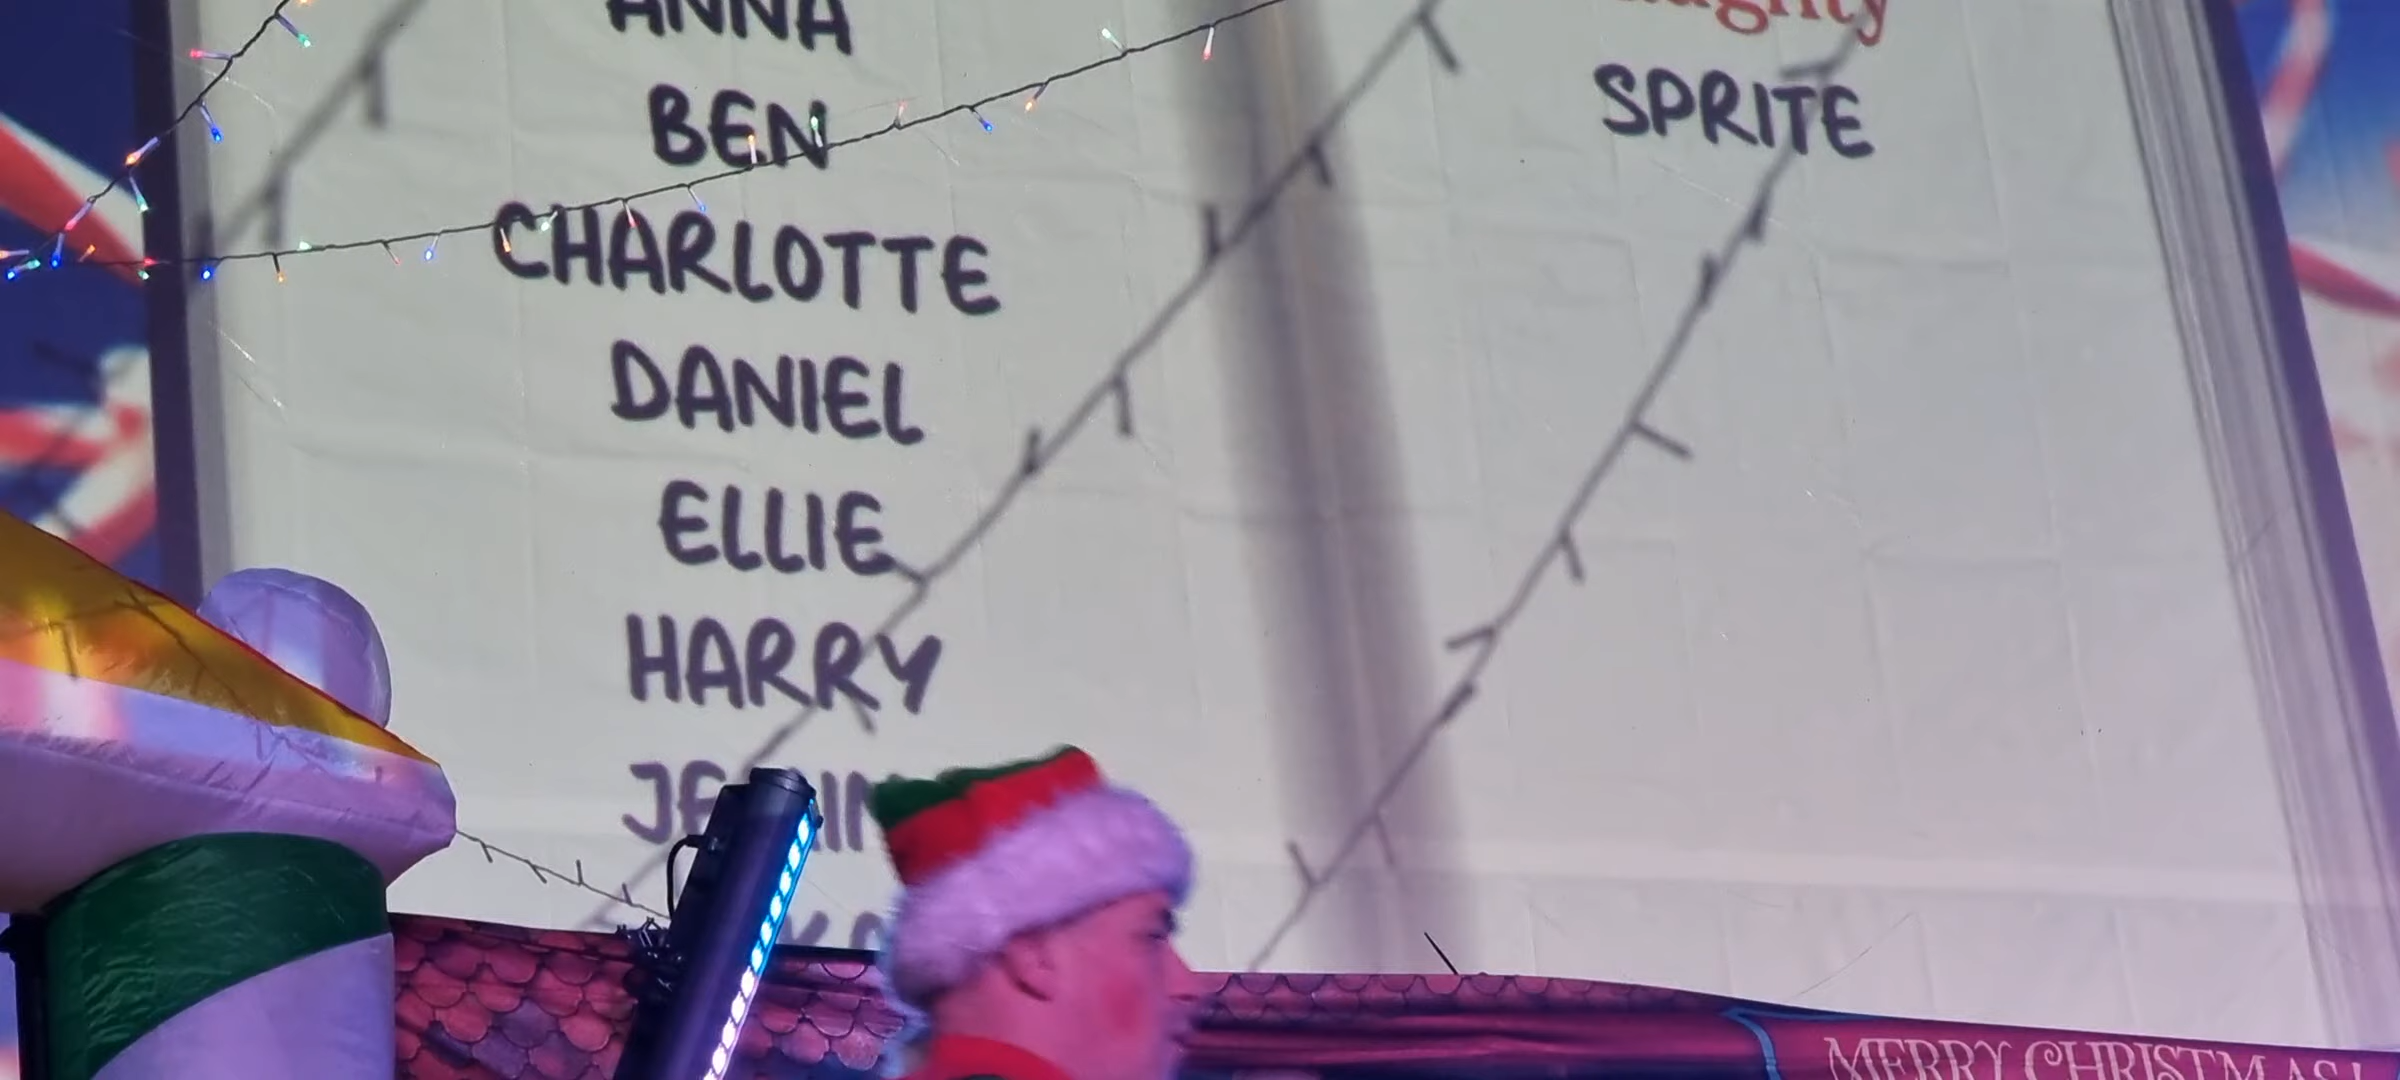 ANNA
BEN
CHARLOTTE
DANIEL
ELLIE
HARRY
SPRITE
MERRY CHRISTMAS!